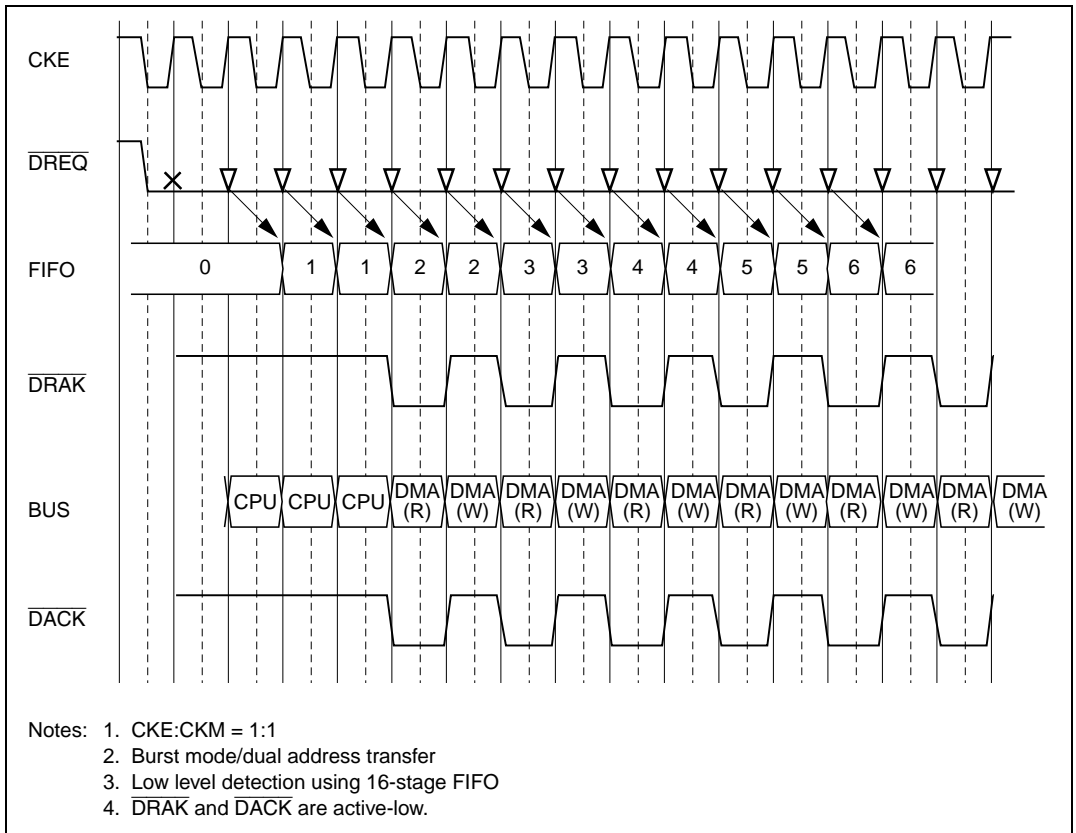 CKE
DREQ
FIFO 0 1 1 2 2 3 3 4 4 5 5 6 6
DRAK
BUS CPU CPU CPU DMA (R) DMA (W) DMA (R) DMA (W) DMA (R) DMA (W) DMA (R) DMA (W) DMA (R) DMA (W) DMA (R) DMA (W)
DACK
Notes: 1. CKE:CKM = 1:1
2. Burst mode/dual address transfer
3. Low level detection using 16-stage FIFO
4. DRAK and DACK are active-low.